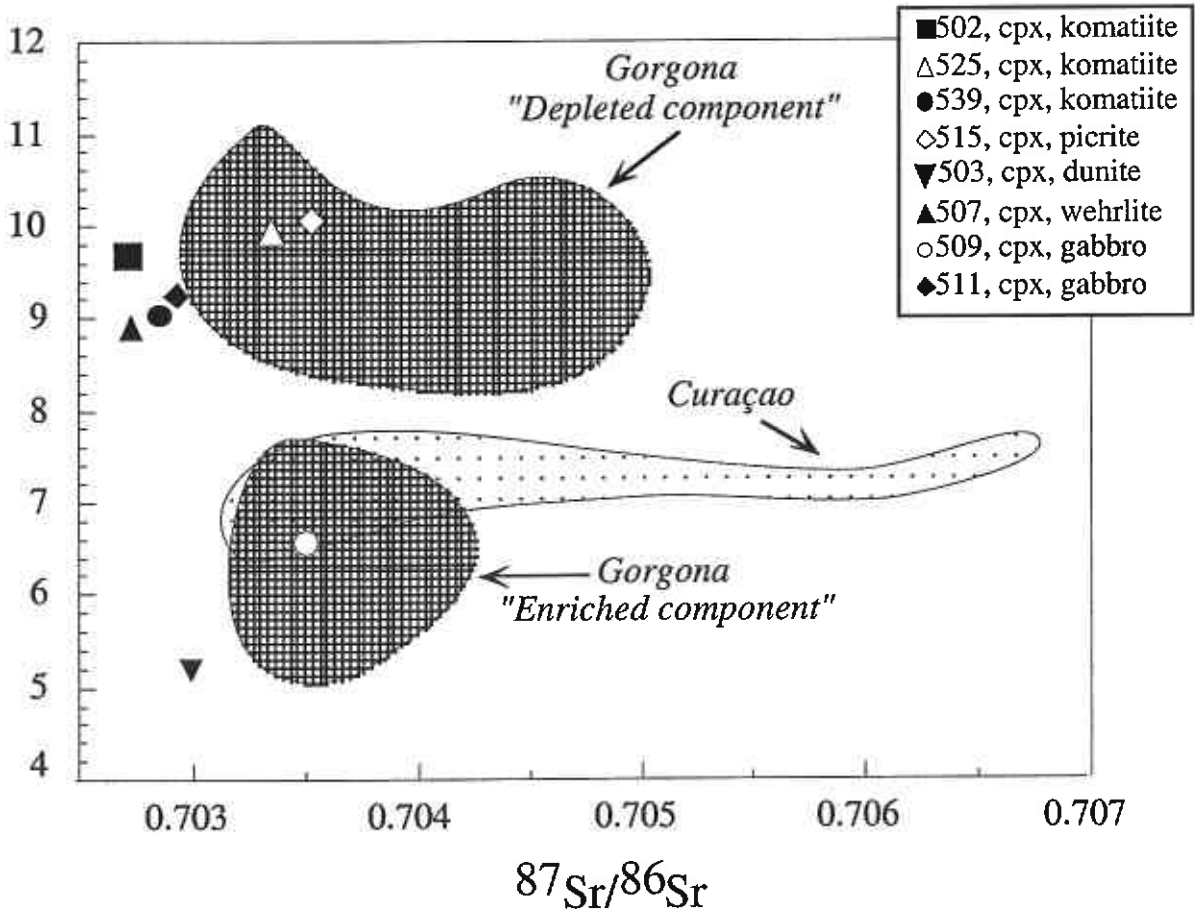 ■502, cpx, komatiite
△525, cpx, komatiite
●539, cpx, komatiite
◇515, cpx, picrite
▼503, cpx, dunite
▲507, cpx, wehrlite
○509, cpx, gabbro
◆511, cpx, gabbro
12
11
10
9
8
7
6
5
4
Gorgona
"Depleted component"
Curaçao
Gorgona
"Enriched component"
0.703
0.704
0.705
0.706
0.707
⁸⁷Sr/⁸⁶Sr